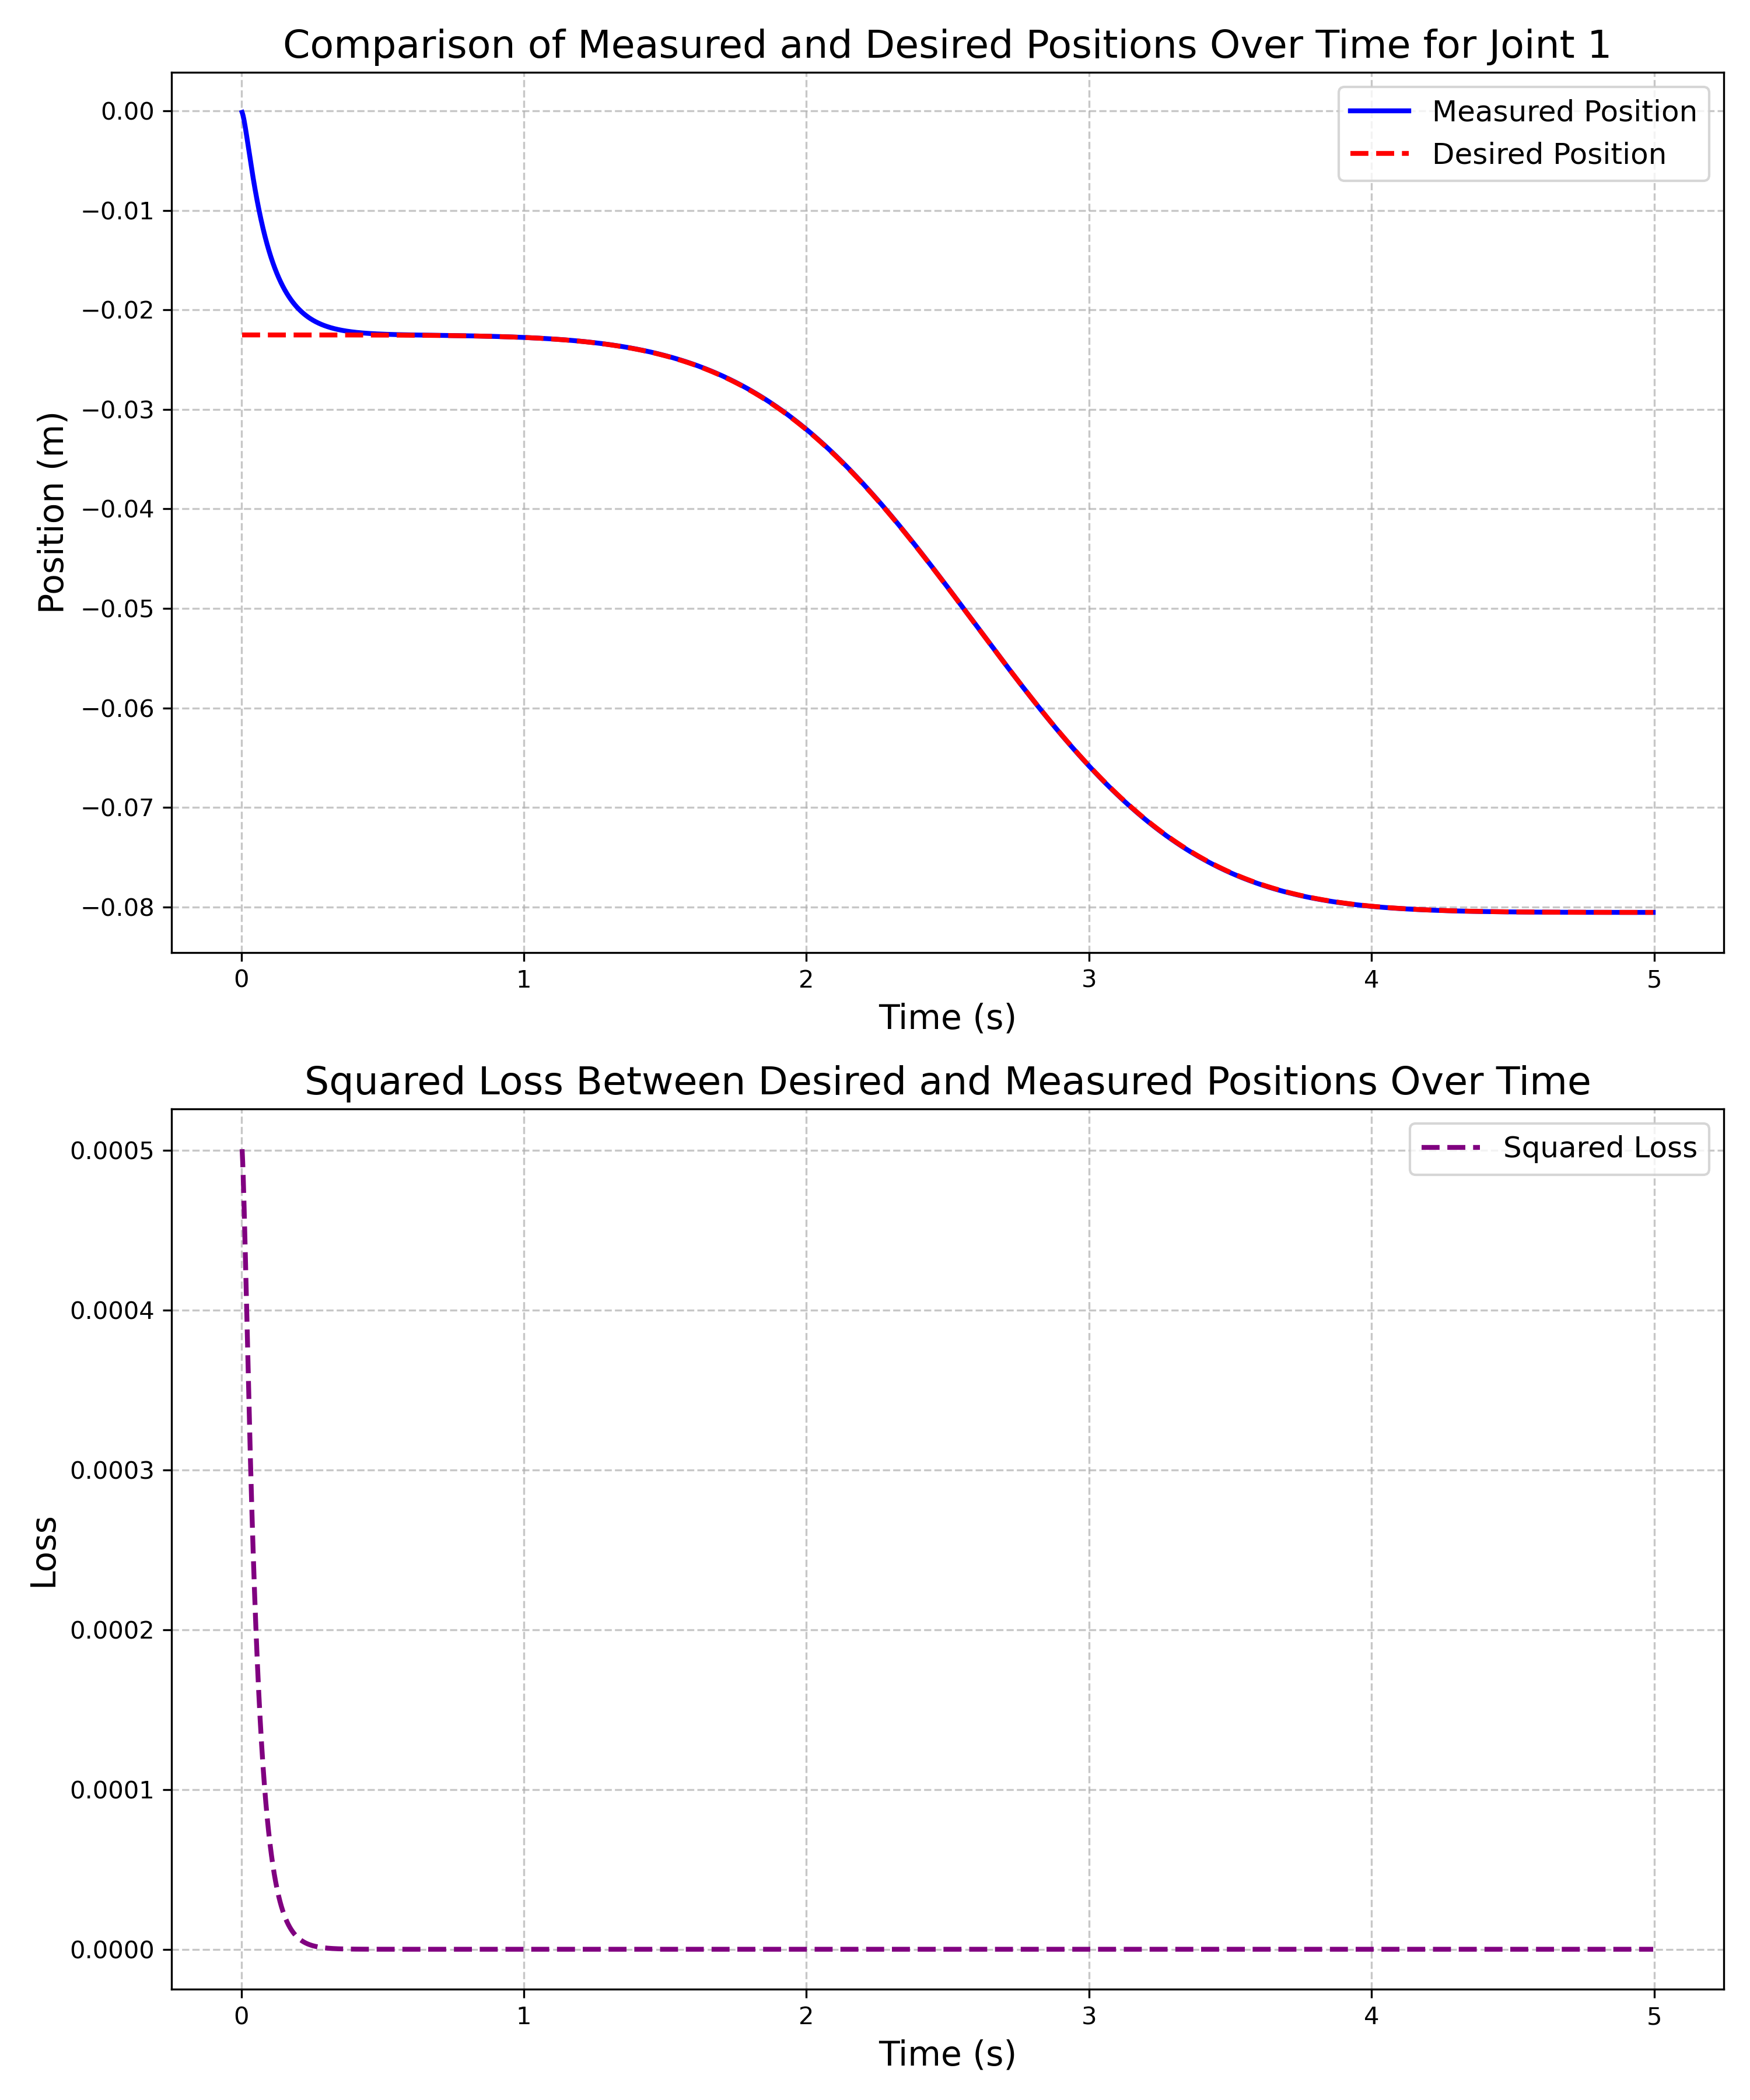 Comparison of Measured and Desired Positions Over Time for Joint 1
Measured Position
Desired Position
0.00
−0.01
−0.02
−0.03
−0.04
−0.05
−0.06
−0.07
−0.08
Position (m)
0 1 2 3 4 5
Time (s)
Squared Loss Between Desired and Measured Positions Over Time
Squared Loss
0.0005
0.0004
0.0003
0.0002
0.0001
0.0000
Loss
0 1 2 3 4 5
Time (s)